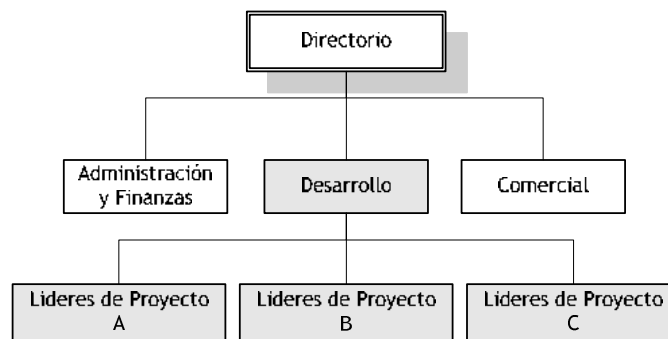 Directorio
Administración
y Finanzas
Desarrollo
Comercial
Lideres de Proyecto
A
Lideres de Proyecto
B
Lideres de Proyecto
C